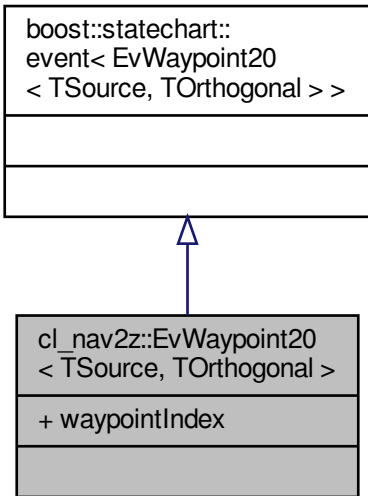 boost::statechart::
event< EvWaypoint20
< TSource, TOrthogonal > >
cl_nav2z::EvWaypoint20
< TSource, TOrthogonal >
+ waypointIndex